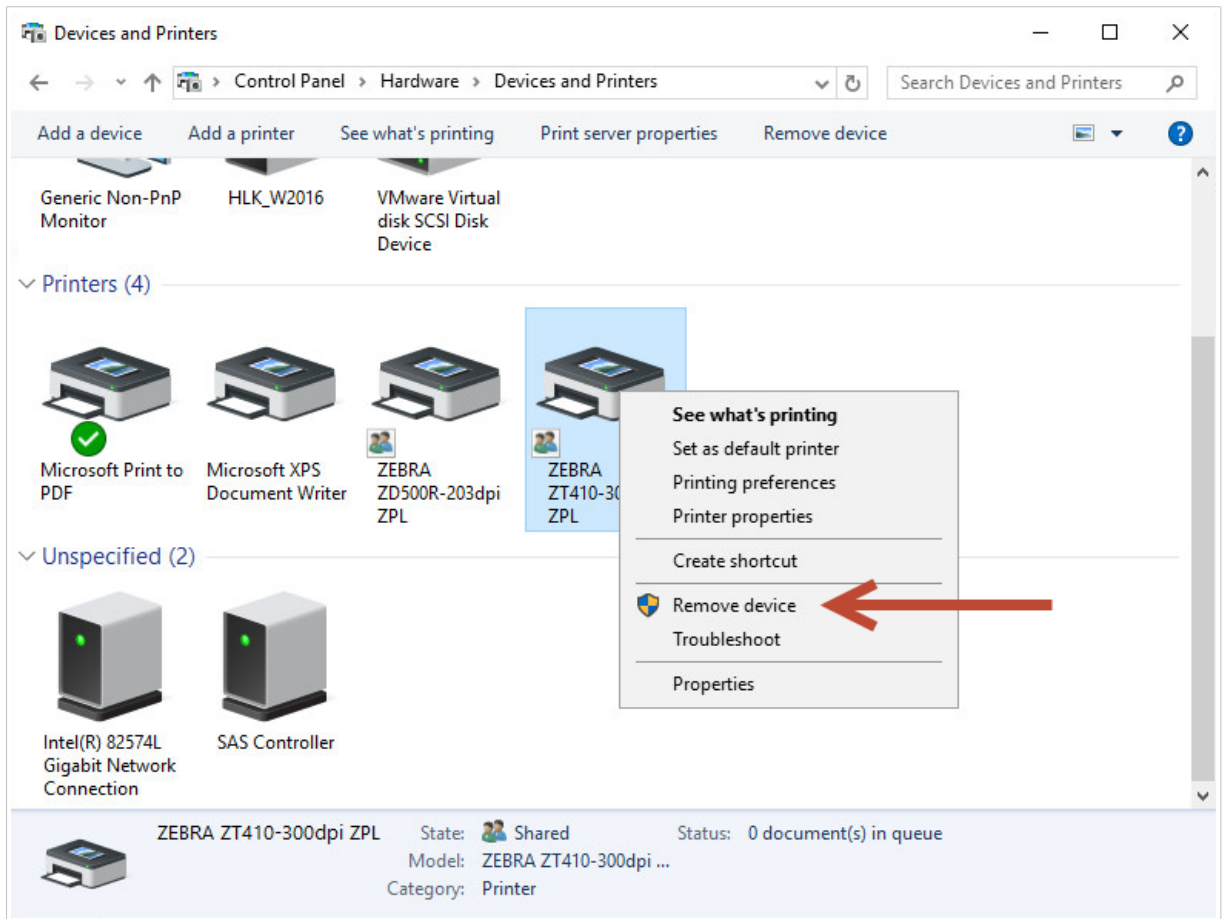 Devices and Printers
Control Panel > Hardware > Devices and Printers
Search Devices and Printers
Add a device
Add a printer
See what's printing
Print server properties
Remove device
?
Generic Non-PnP
Monitor
HLK_W2016
VMware Virtual
disk SCSI Disk
Device
Printers (4)
Microsoft Print to
PDF
Microsoft XPS
Document Writer
ZEBRA
ZD500R-203dpi
ZPL
ZEBRA
ZT410-30
ZPL
See what's printing
Set as default printer
Printing preferences
Printer properties
Create shortcut
Remove device
Troubleshoot
Properties
Unspecified (2)
Intel(R) 82574L
Gigabit Network
Connection
SAS Controller
ZEBRA ZT410-300dpi ZPL
State: Shared
Status: 0 document(s) in queue
Model: ZEBRA ZT410-300dpi ...
Category: Printer